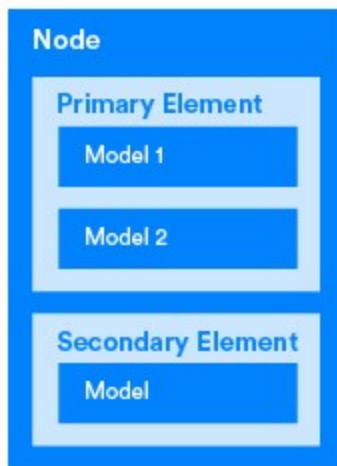 Node
Primary Element
Model 1
Model 2
Secondary Element
Model